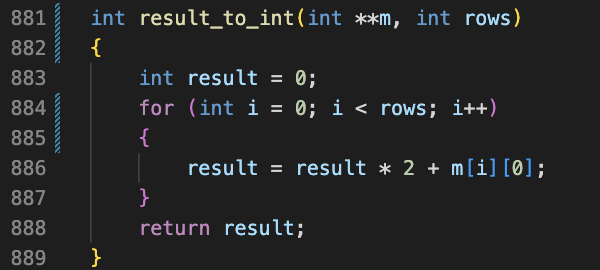 881 int result_to_int(int **m, int rows)
882 {
883     int result = 0;
884     for (int i = 0; i < rows; i++)
885     {
886         result = result * 2 + m[i][0];
887     }
888     return result;
889 }